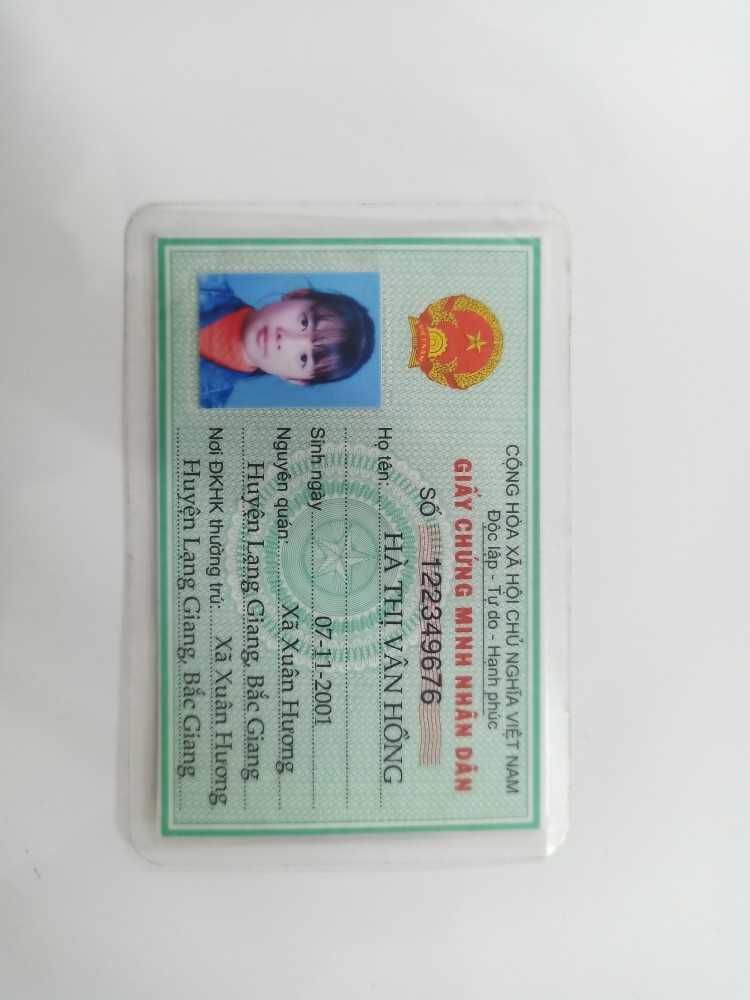 CỘNG HÒA XÃ HỘI CHỦ NGHĨA VIỆT NAM
Độc lập - Tự do - Hạnh phúc
GIẤY CHỨNG MINH NHÂN DÂN
SỐ 122349676
VIỆT NAM
Họ tên: HÀ THỊ VÂN HỒNG
Sinh ngày 07-11-2001
Nguyên quán: Xã Xuân Hương
Huyện Lạng Giang, Bắc Giang
Nơi ĐKHK thường trú: Xã Xuân Hương
Huyện Lạng Giang, Bắc Giang